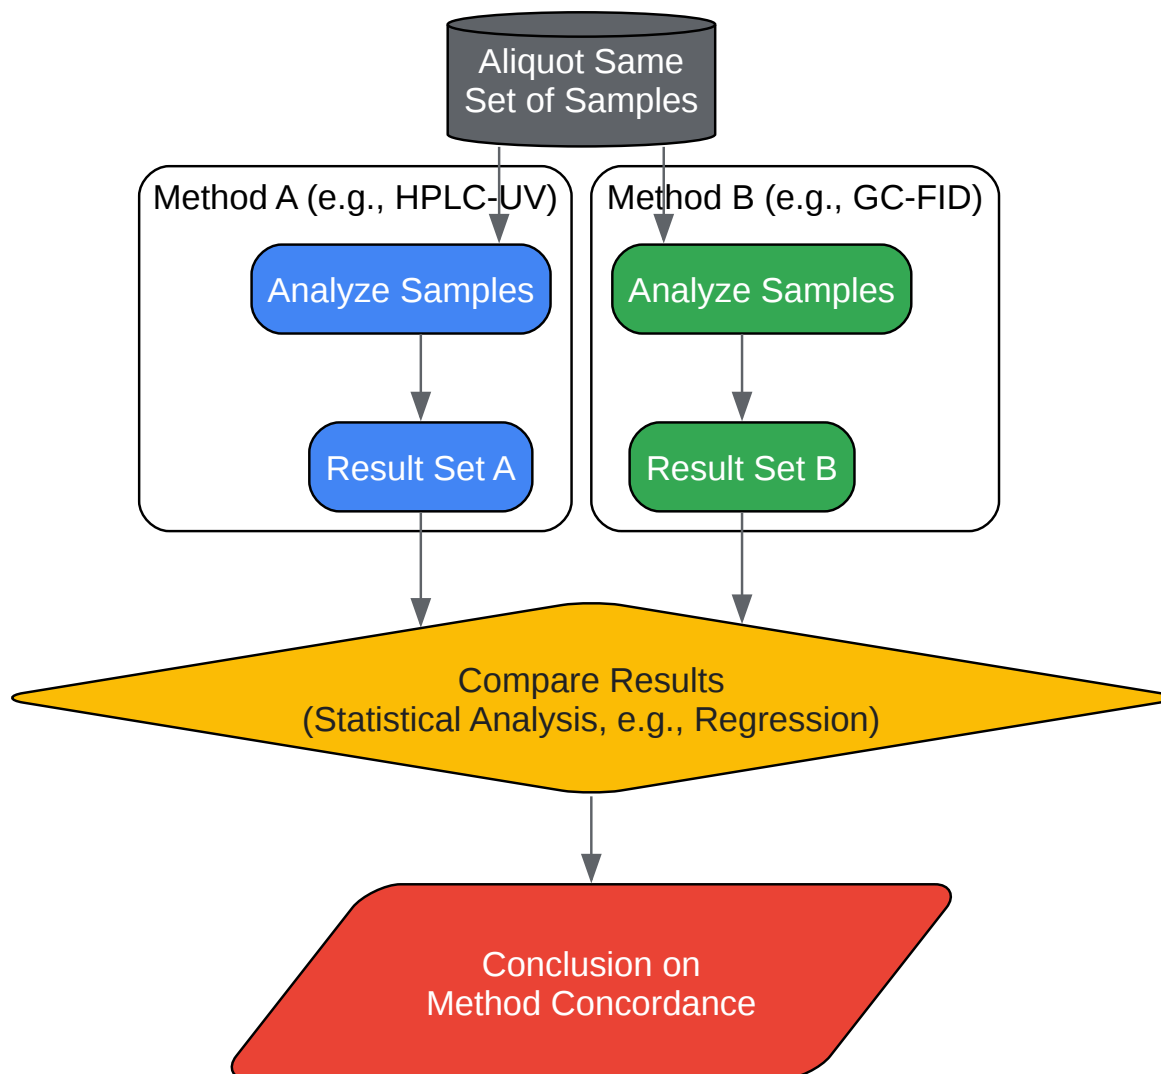 Aliquot Same
Set of Samples
Method A (e.g., HPLC-UV)
Method B (e.g., GC-FID)
Analyze Samples
Analyze Samples
Result Set A
Result Set B
Compare Results
(Statistical Analysis, e.g., Regression)
Conclusion on
Method Concordance